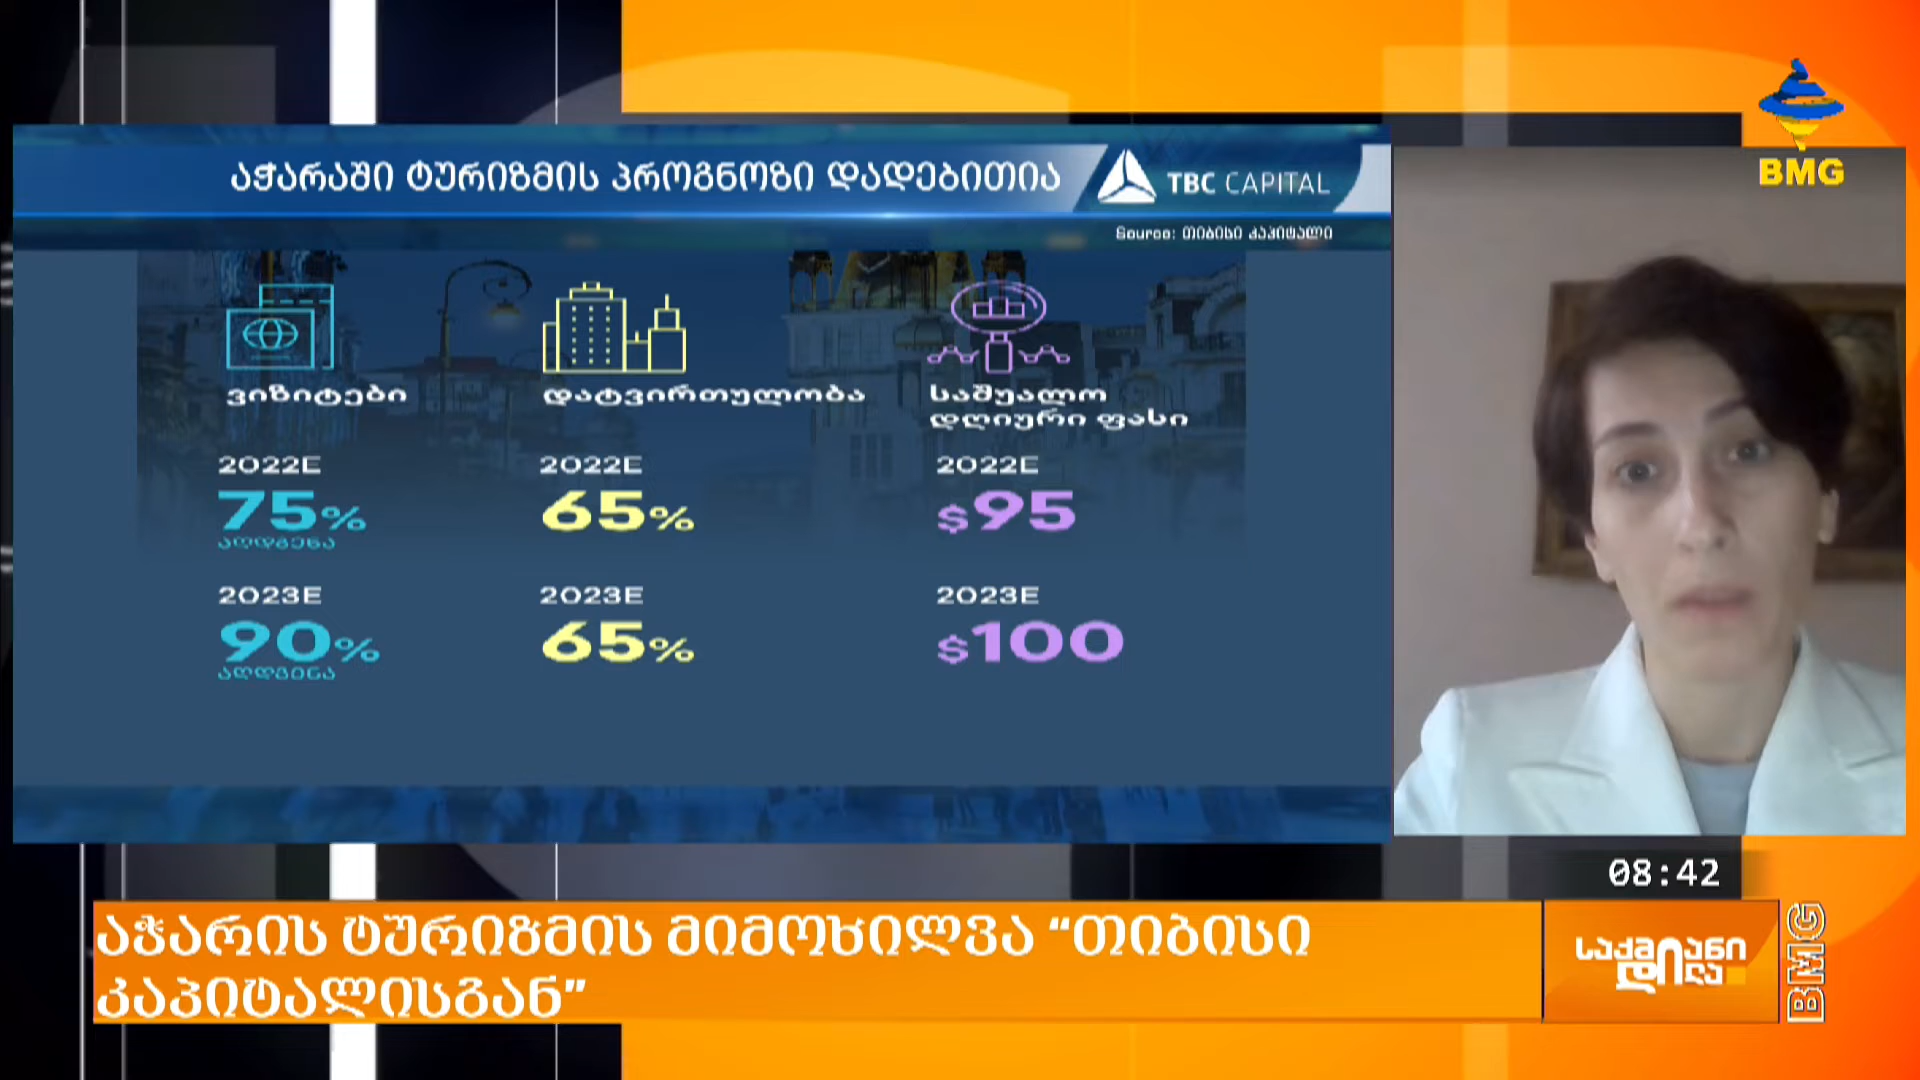 BMG
აჭარაში ტურიზმის პროგნოზი დადებითია
TBC CAPITAL
Source: თიბისი კაპიტალი
ვიზიტები
დატვირთულობა
საშუალო
დღიური ფასი
2022E
2022E
2022E
75%
65%
$95
აღდგენა
2023E
2023E
2023E
90%
65%
$100
აღდგინა
08:42
აჭარის ტურიზმის მიმოხილვა “თიბისი
კაპიტალისგან”
საქმიანი
დილა
BMG